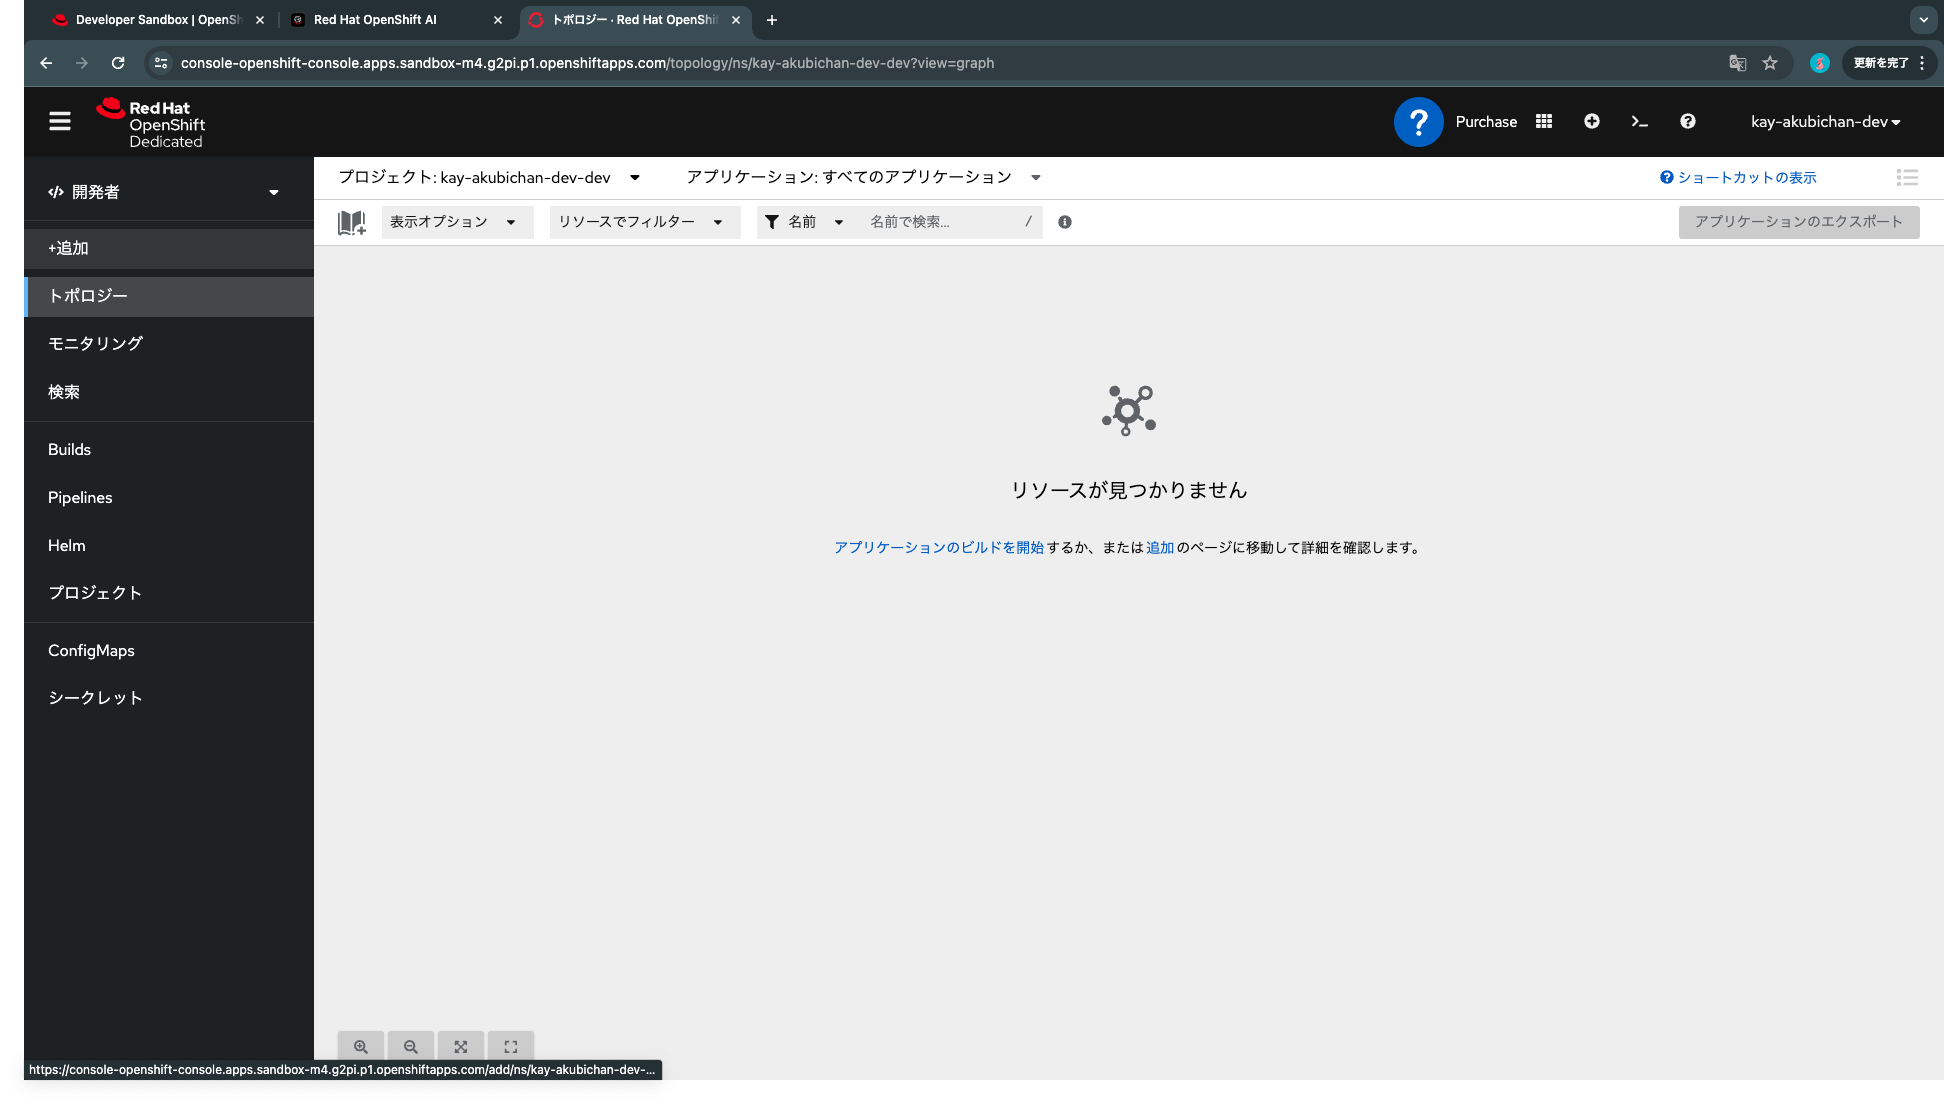 Developer Sandbox | OpenSh
Red Hat OpenShift AI
トポロジー · Red Hat OpenShif
console-openshift-console.apps.sandbox-m4.g2pi.p1.openshiftapps.com/topology/ns/kay-akubichan-dev-dev?view=graph
更新を完了
Red Hat
OpenShift
Dedicated
?
Purchase
kay-akubichan-dev
開発者
プロジェクト: kay-akubichan-dev-dev
アプリケーション: すべてのアプリケーション
ショートカットの表示
表示オプション
リソースでフィルター
名前
名前で検索...
/
アプリケーションのエクスポート
+追加
トポロジー
モニタリング
検索
Builds
Pipelines
Helm
プロジェクト
ConfigMaps
シークレット
リソースが見つかりません
アプリケーションのビルドを開始するか、または追加のページに移動して詳細を確認します。
https://console-openshift-console.apps.sandbox-m4.g2pi.p1.openshiftapps.com/add/ns/kay-akubichan-dev-...